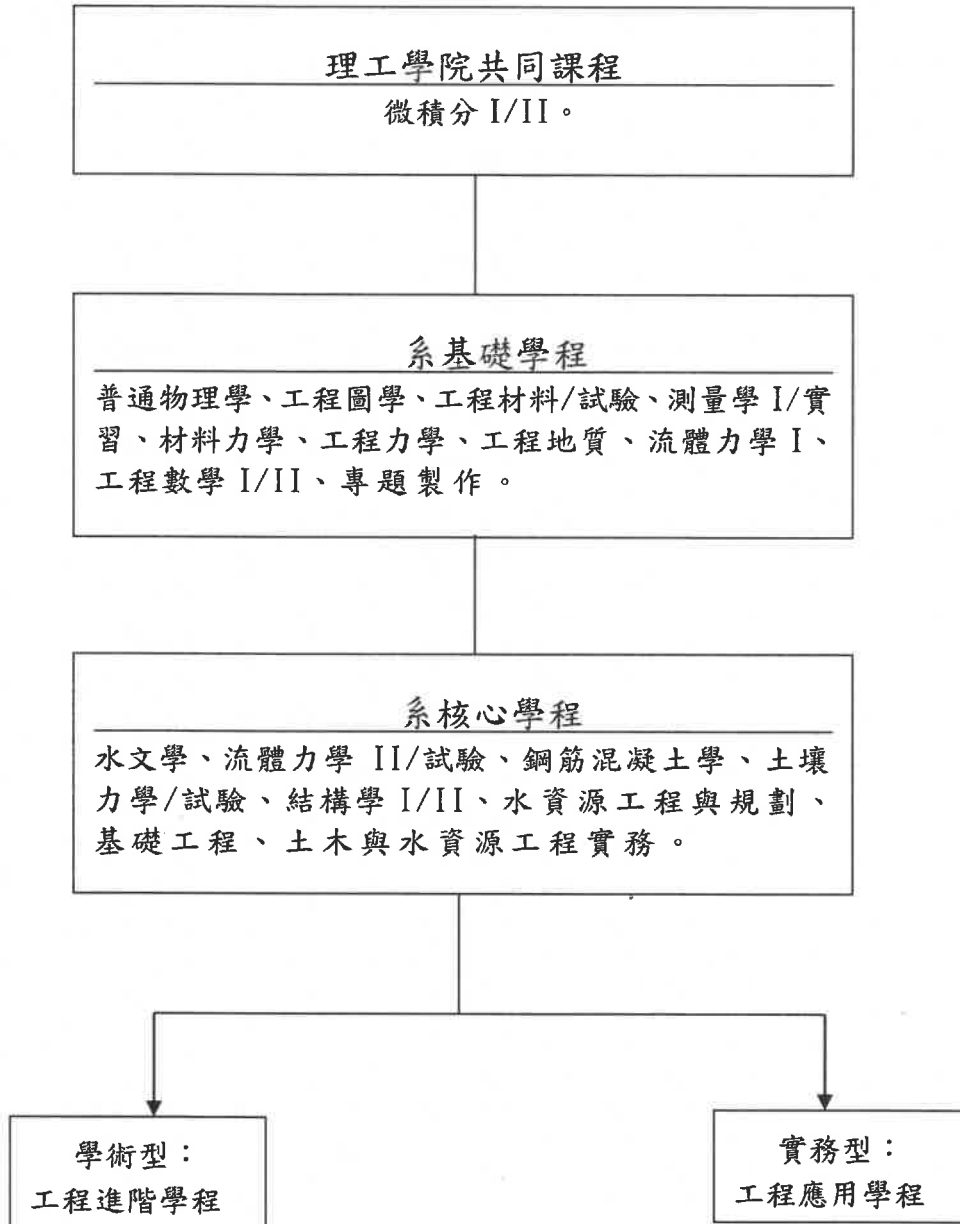 理工學院共同課程
微積分 I/II。
系基礎學程
普通物理學、工程圖學、工程材料/試驗、測量學 I/實
習、材料力學、工程力學、工程地質、流體力學 I、
工程數學 I/II、專題製作。
系核心學程
水文學、流體力學 II/試驗、鋼筋混凝土學、土壤
力學/試驗、結構學 I/II、水資源工程與規劃、
基礎工程、土木與水資源工程實務。
學術型：
工程進階學程
實務型：
工程應用學程